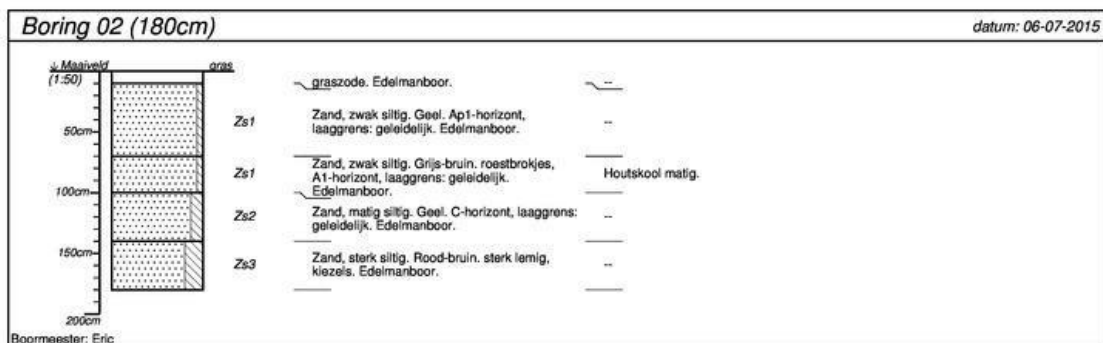 Boring 02 (180cm)
datum: 06-07-2015
↓ Maaiveld
gras
(1:50)
graszode. Edelmanboor.
--
50cm
Zs1
Zand, zwak siltig. Geel. Ap1-horizont,
laaggrens: geleidelijk. Edelmanboor.
--
Zs1
Zand, zwak siltig. Grijs-bruin. roestbrokjes,
A1-horizont, laaggrens: geleidelijk.
Edelmanboor.
Houtskool matig.
100cm
Zs2
Zand, matig siltig. Geel. C-horizont, laaggrens:
geleidelijk. Edelmanboor.
--
150cm
Zs3
Zand, sterk siltig. Rood-bruin. sterk lemig,
kiezels. Edelmanboor.
--
200cm
Boormeester: Eric